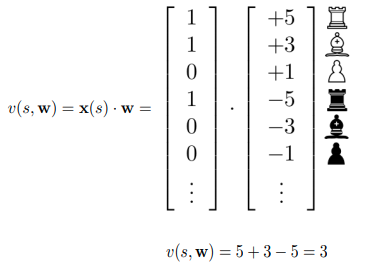 1 +5 ♖
1 +3 ♗
0 +1 ♙
v(s, w) = x(s) · w = 1 · −5 ♜
0 −3 ♝
0 −1 ♟
⋮ ⋮
v(s, w) = 5 + 3 − 5 = 3